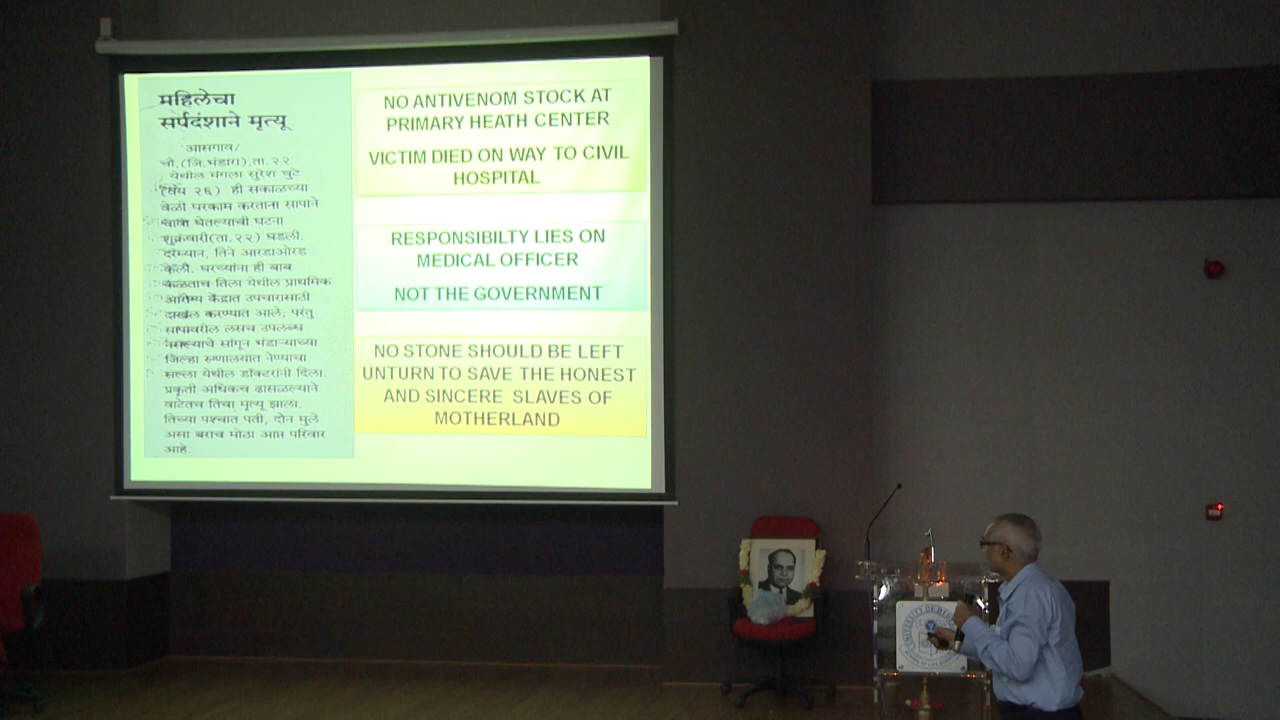 महिलेचा
सर्पदंशाने मृत्यू
आसगाव/
चौ.(जि.भंडारा),ता.२२
येथील मंगला सुरेश चुटे
(वय २६) ही सकाळच्या
वेळी घरकाम करताना सापाने
चावा घेतल्याची घटना
शुक्रवारी(ता.२२) घडली.
दरम्यान, तिने आरडाओरड
केली. घरच्यांना ही बाब
कळताच तिला येथील प्राथमिक
आरोग्य केंद्रात उपचारासाठी
दाखल करण्यात आले; परंतु
सापावरील लसच उपलब्ध
नसल्याचे सांगून भंडाऱ्याच्या
जिल्हा रुग्णालयात नेण्याचा
सल्ला येथील डॉक्टरांनी दिला.
प्रकृती अधिकच ढासळल्याने
वाटेतच तिचा मृत्यू झाला.
तिच्या पश्चात पती, दोन मुले
असा बराच मोठा आप्त परिवार
आहे.
NO ANTIVENOM STOCK AT
PRIMARY HEATH CENTER
VICTIM DIED ON WAY TO CIVIL
HOSPITAL
RESPONSIBILTY LIES ON
MEDICAL OFFICER
NOT THE GOVERNMENT
NO STONE SHOULD BE LEFT
UNTURN TO SAVE THE HONEST
AND SINCERE SLAVES OF
MOTHERLAND
UNIVERSITY OF